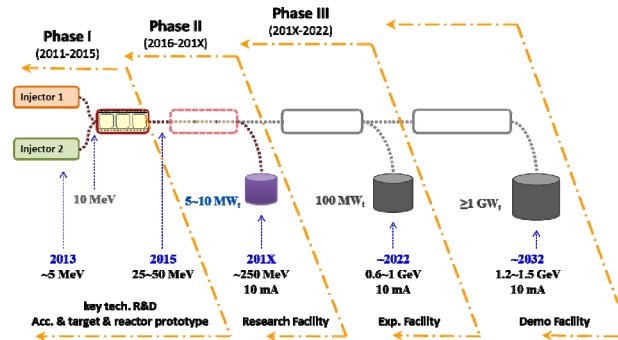 Phase I
(2011-2015)
Phase II
(2016-201X)
Phase III
(201X-2022)
Injector 1
Injector 2
10 MeV
5~10 MWt
100 MWt
≥1 GWt
2013
~5 MeV
2015
25~50 MeV
201X
~250 MeV
10 mA
~2022
0.6~1 GeV
10 mA
~2032
1.2~1.5 GeV
10 mA
key tech. R&D
Acc. & target & reactor prototype
Research Facility
Exp. Facility
Demo Facility